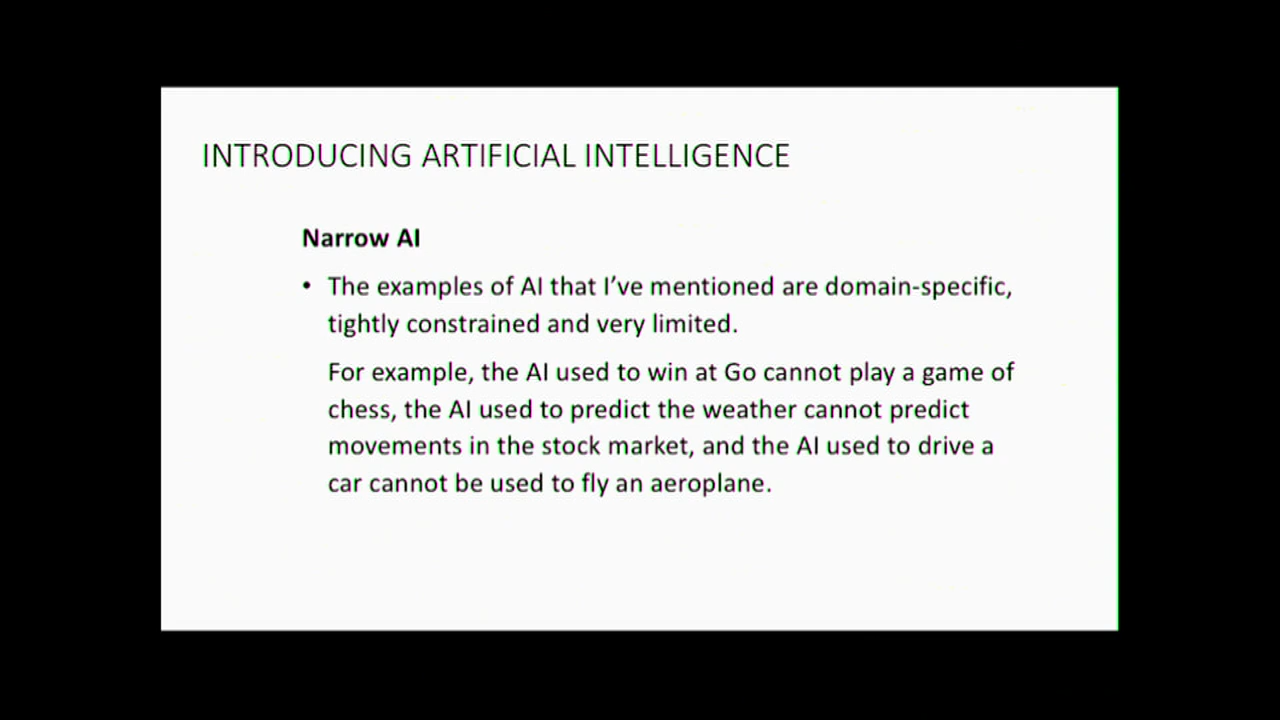 INTRODUCING ARTIFICIAL INTELLIGENCE
Narrow AI
• The examples of AI that I’ve mentioned are domain-specific,
tightly constrained and very limited.
For example, the AI used to win at Go cannot play a game of
chess, the AI used to predict the weather cannot predict
movements in the stock market, and the AI used to drive a
car cannot be used to fly an aeroplane.